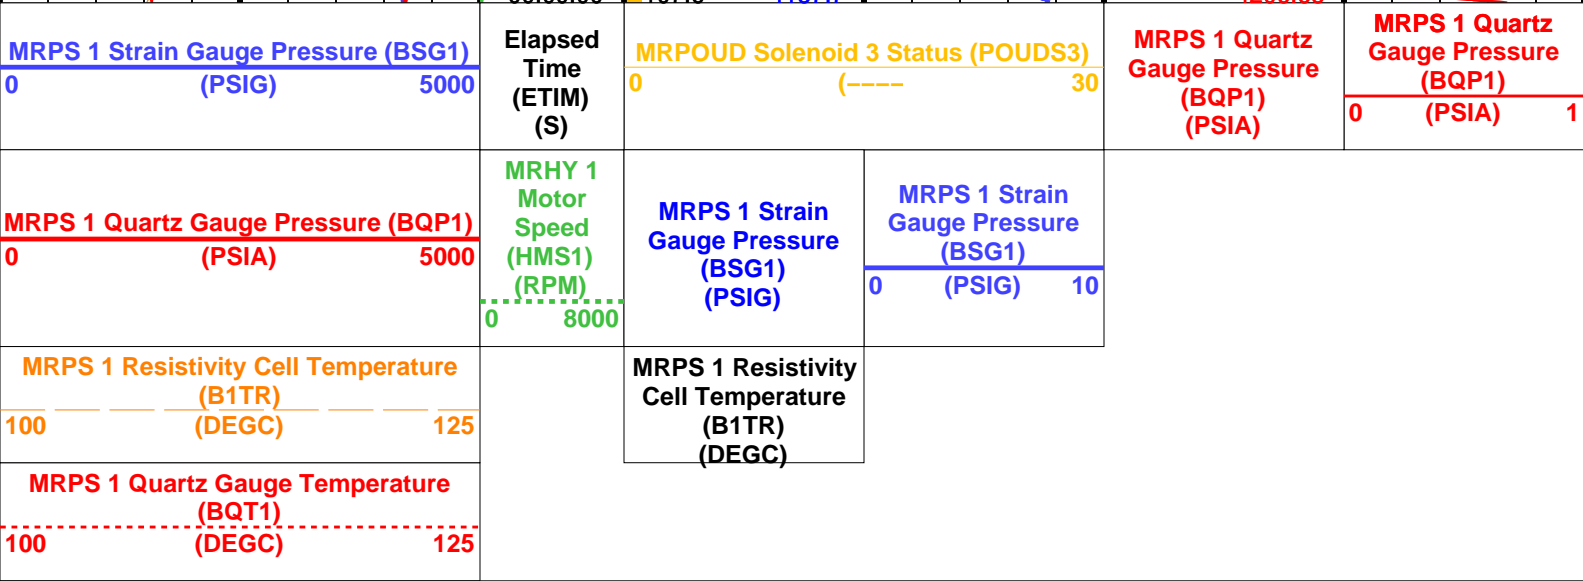 MRPS 1 Strain Gauge Pressure (BSG1)
0 (PSIG) 5000
Elapsed
Time
(ETIM)
(S)
MRPOUD Solenoid 3 Status (POUDS3)
0 (---- 30
MRPS 1 Quartz
Gauge Pressure
(BQP1)
(PSIA)
MRPS 1 Quartz
Gauge Pressure
(BQP1)
0 (PSIA) 1
MRPS 1 Quartz Gauge Pressure (BQP1)
0 (PSIA) 5000
MRHY 1
Motor
Speed
(HMS1)
(RPM)
0 8000
MRPS 1 Strain
Gauge Pressure
(BSG1)
(PSIG)
MRPS 1 Strain
Gauge Pressure
(BSG1)
0 (PSIG) 10
MRPS 1 Resistivity Cell Temperature
(B1TR)
100 (DEGC) 125
MRPS 1 Resistivity
Cell Temperature
(B1TR)
(DEGC)
MRPS 1 Quartz Gauge Temperature
(BQT1)
100 (DEGC) 125